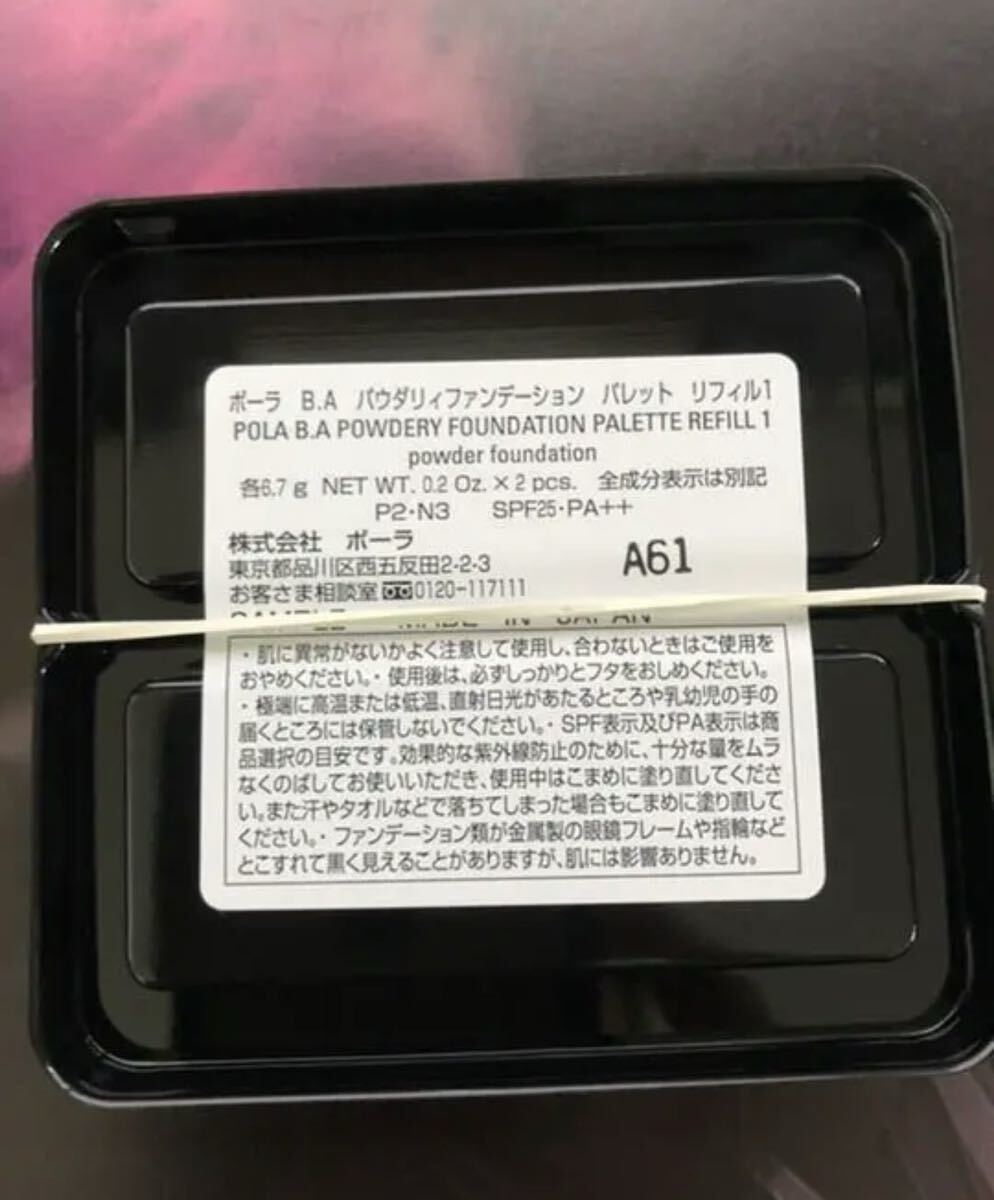 ポーラ B.A パウダリィファンデーション パレット リフィル1
POLA B.A POWDERY FOUNDATION PALETTE REFILL 1
powder foundation
各6.7 g NET WT. 0.2 Oz. × 2 pcs. 全成分表示は別記
P2・N3 SPF25・PA++
株式会社 ポーラ
A61
東京都品川区西五反田2-2-3
お客さま相談室 0120-117111
MADE IN JAPAN
・肌に異常がないかよく注意して使用し、合わないときはご使用を
おやめください。・使用後は、必ずしっかりとフタをおしめください。
・極端に高温または低温、直射日光があたるところや乳幼児の手の
届くところには保管しないでください。・SPF表示及びPA表示は商
品選択の目安です。効果的な紫外線防止のために、十分な量をムラ
なくのばしてお使いいただき、使用中はこまめに塗り直してくださ
い。また汗やタオルなどで落ちてしまった場合もこまめに塗り直して
ください。・ファンデーション類が金属製の眼鏡フレームや指輪など
とこすれて黒く見えることがありますが、肌には影響ありません。